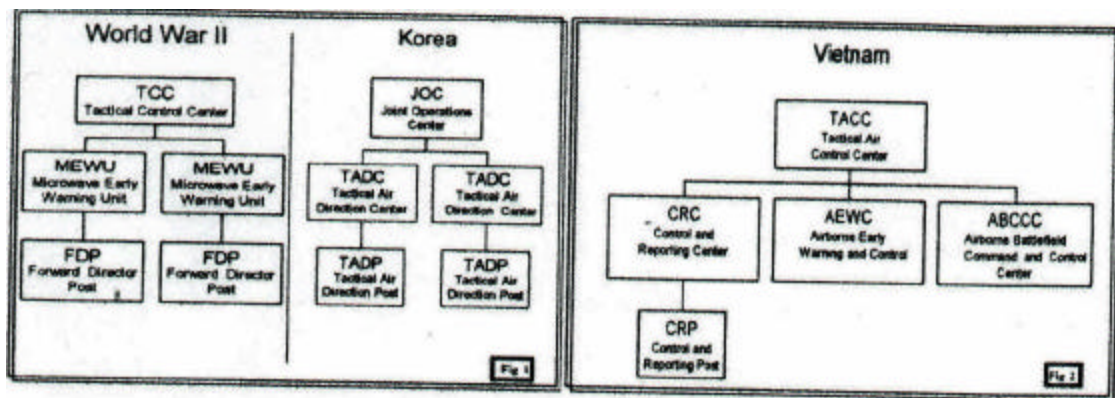 World War II
TCC
Tactical Control Center
MEWU
Microwave Early
Warning Unit
MEWU
Microwave Early
Warning Unit
FDP
Forward Director
Post
FDP
Forward Director
Post
Korea
JOC
Joint Operations
Center
TADC
Tactical Air
Direction Center
TADC
Tactical Air
Direction Center
TADP
Tactical Air
Direction Post
TADP
Tactical Air
Direction Post
Fig 1
Vietnam
TACC
Tactical Air
Control Center
CRC
Control and
Reporting Center
AEWC
Airborne Early
Warning and Control
ABCCC
Airborne Battlefield
Command and Control
Center
CRP
Control and
Reporting Post
Fig 2